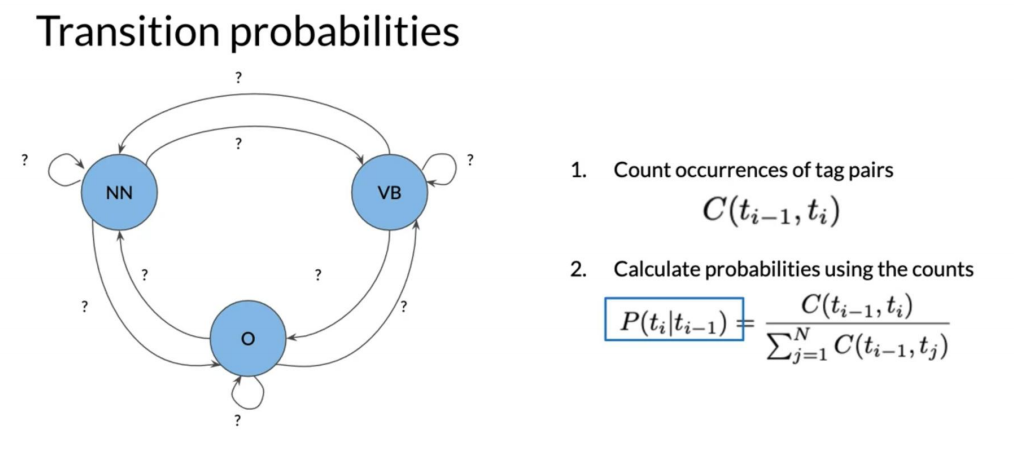 Transition probabilities
?
?
?
?
NN
VB
?
?
?
?
O
?
1. Count occurrences of tag pairs
C(t_{i-1}, t_i)
2. Calculate probabilities using the counts
P(t_i|t_{i-1}) = \frac{C(t_{i-1}, t_i)}{\sum_{j=1}^{N} C(t_{i-1}, t_j)}